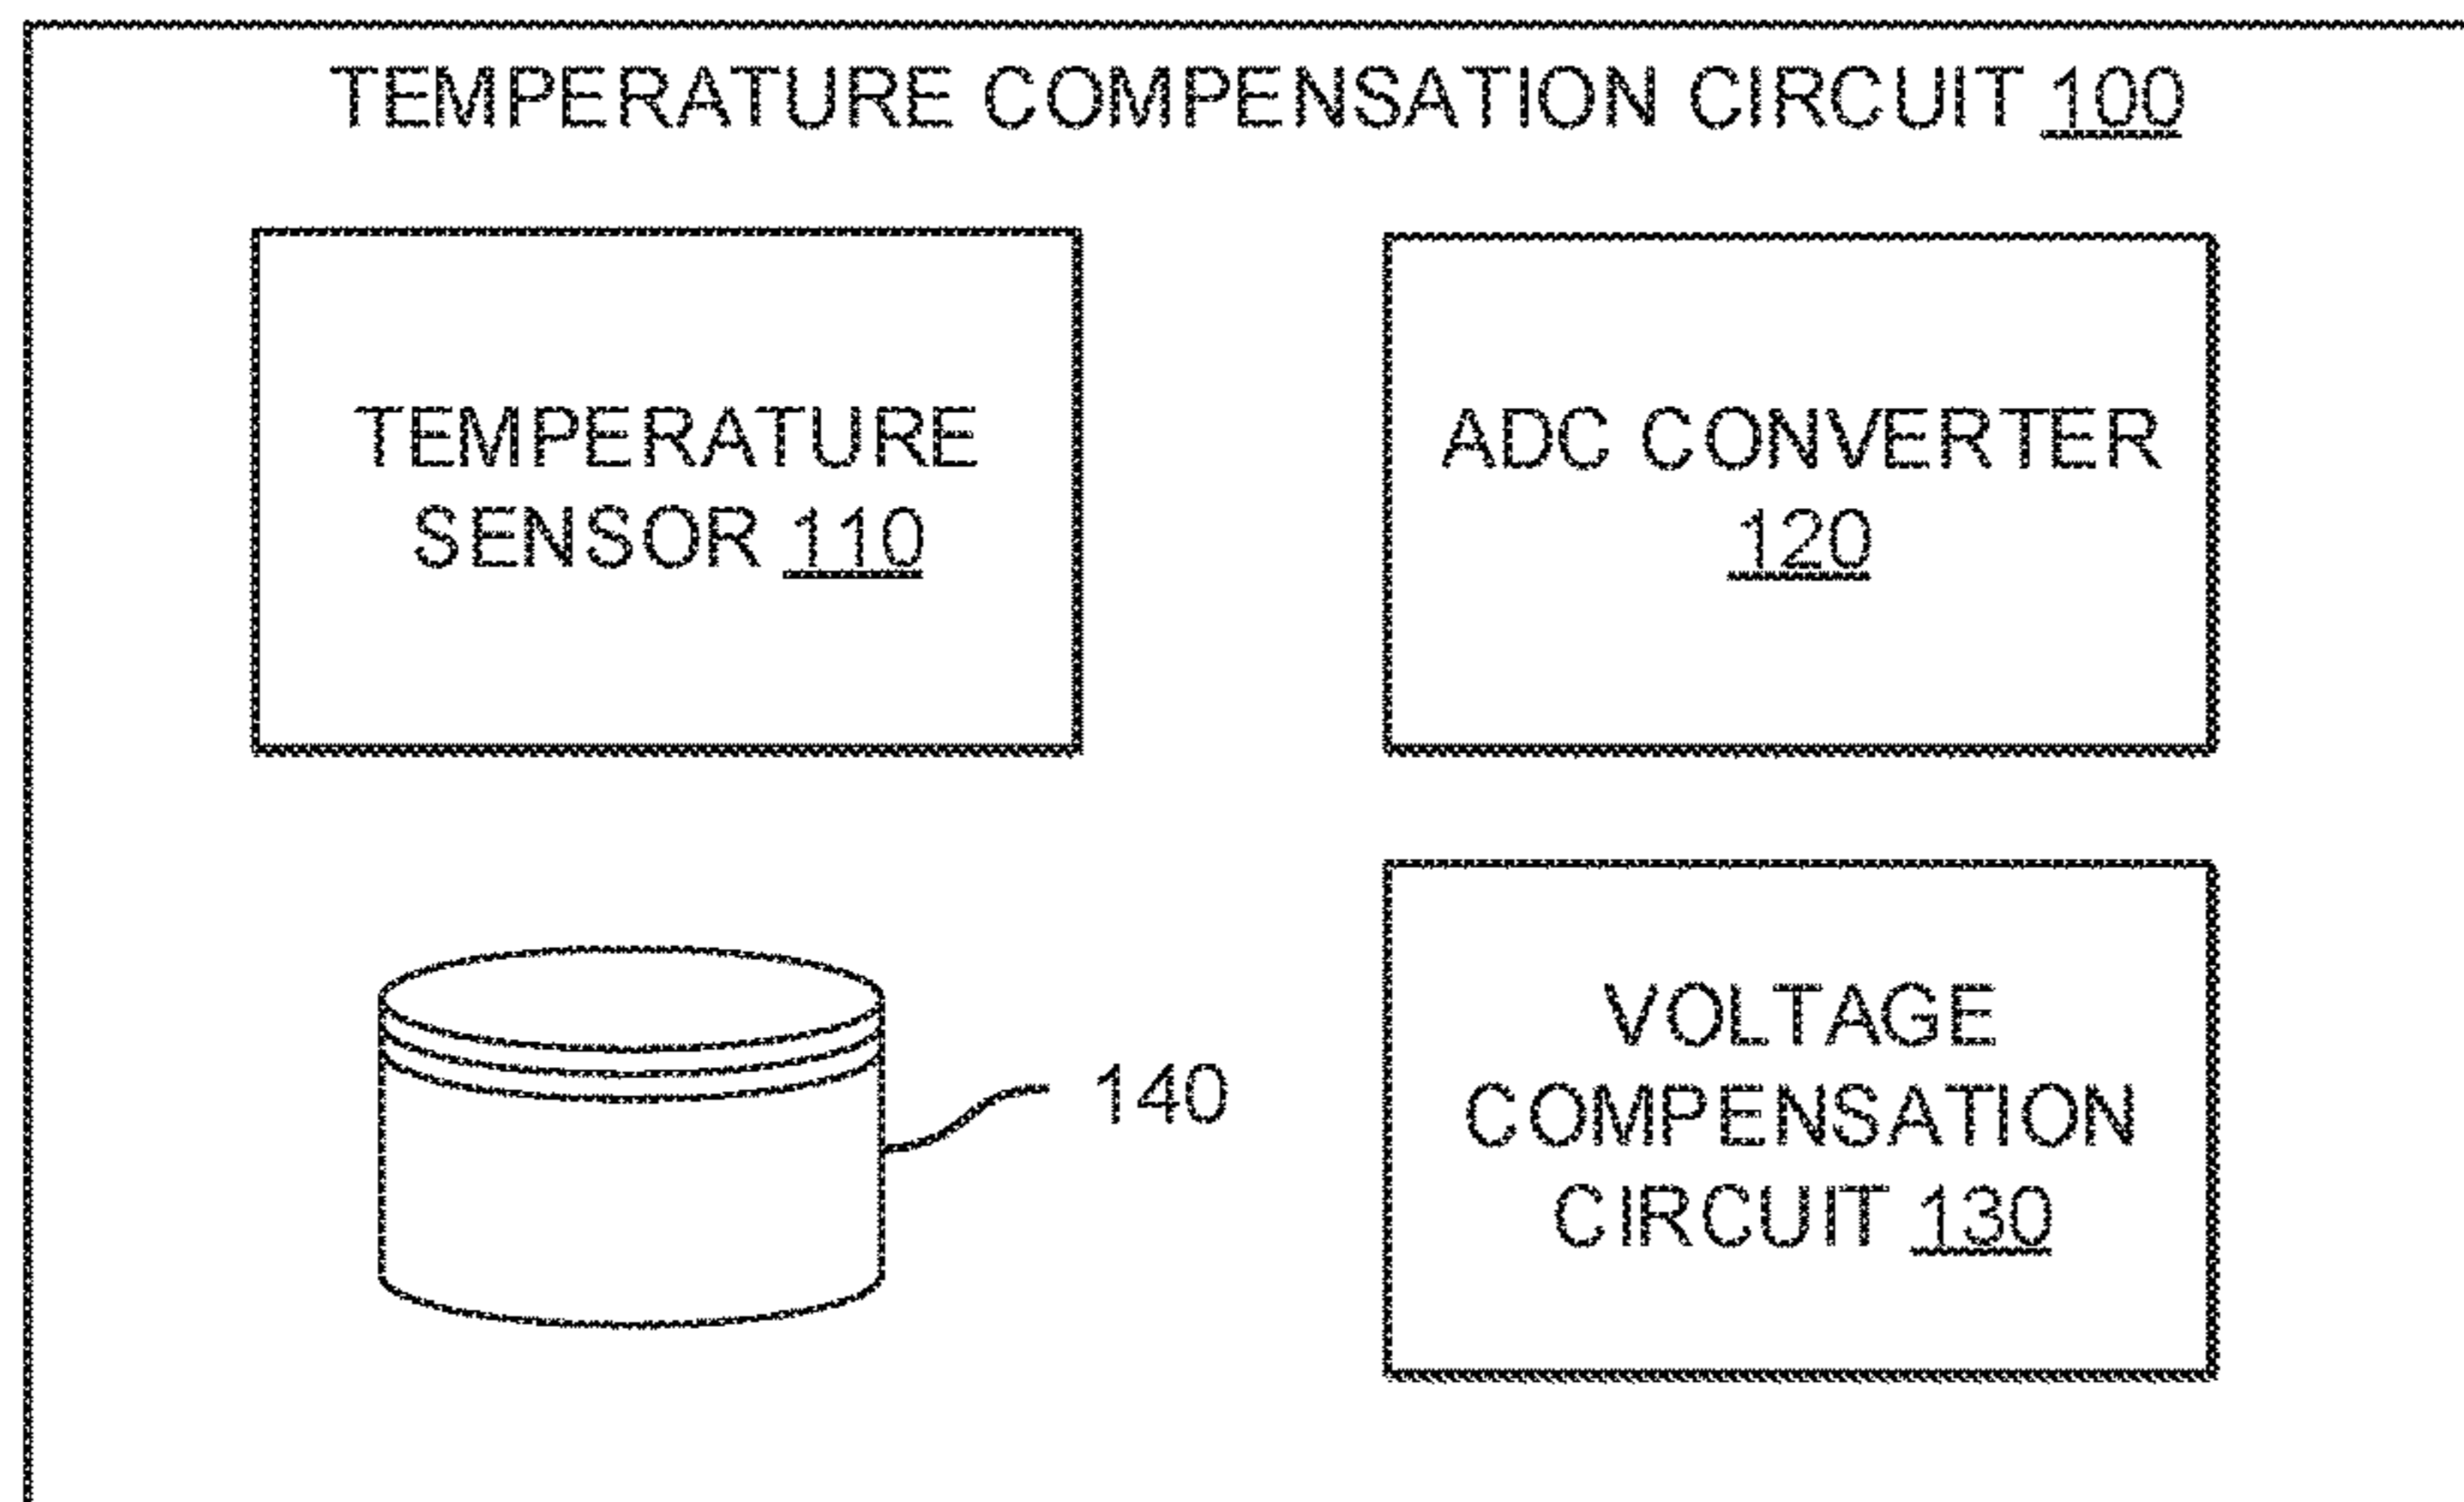 TEMPERATURE COMPENSATION CIRCUIT 100
TEMPERATURE
SENSOR 110
ADC CONVERTER
120
140
VOLTAGE
COMPENSATION
CIRCUIT 130